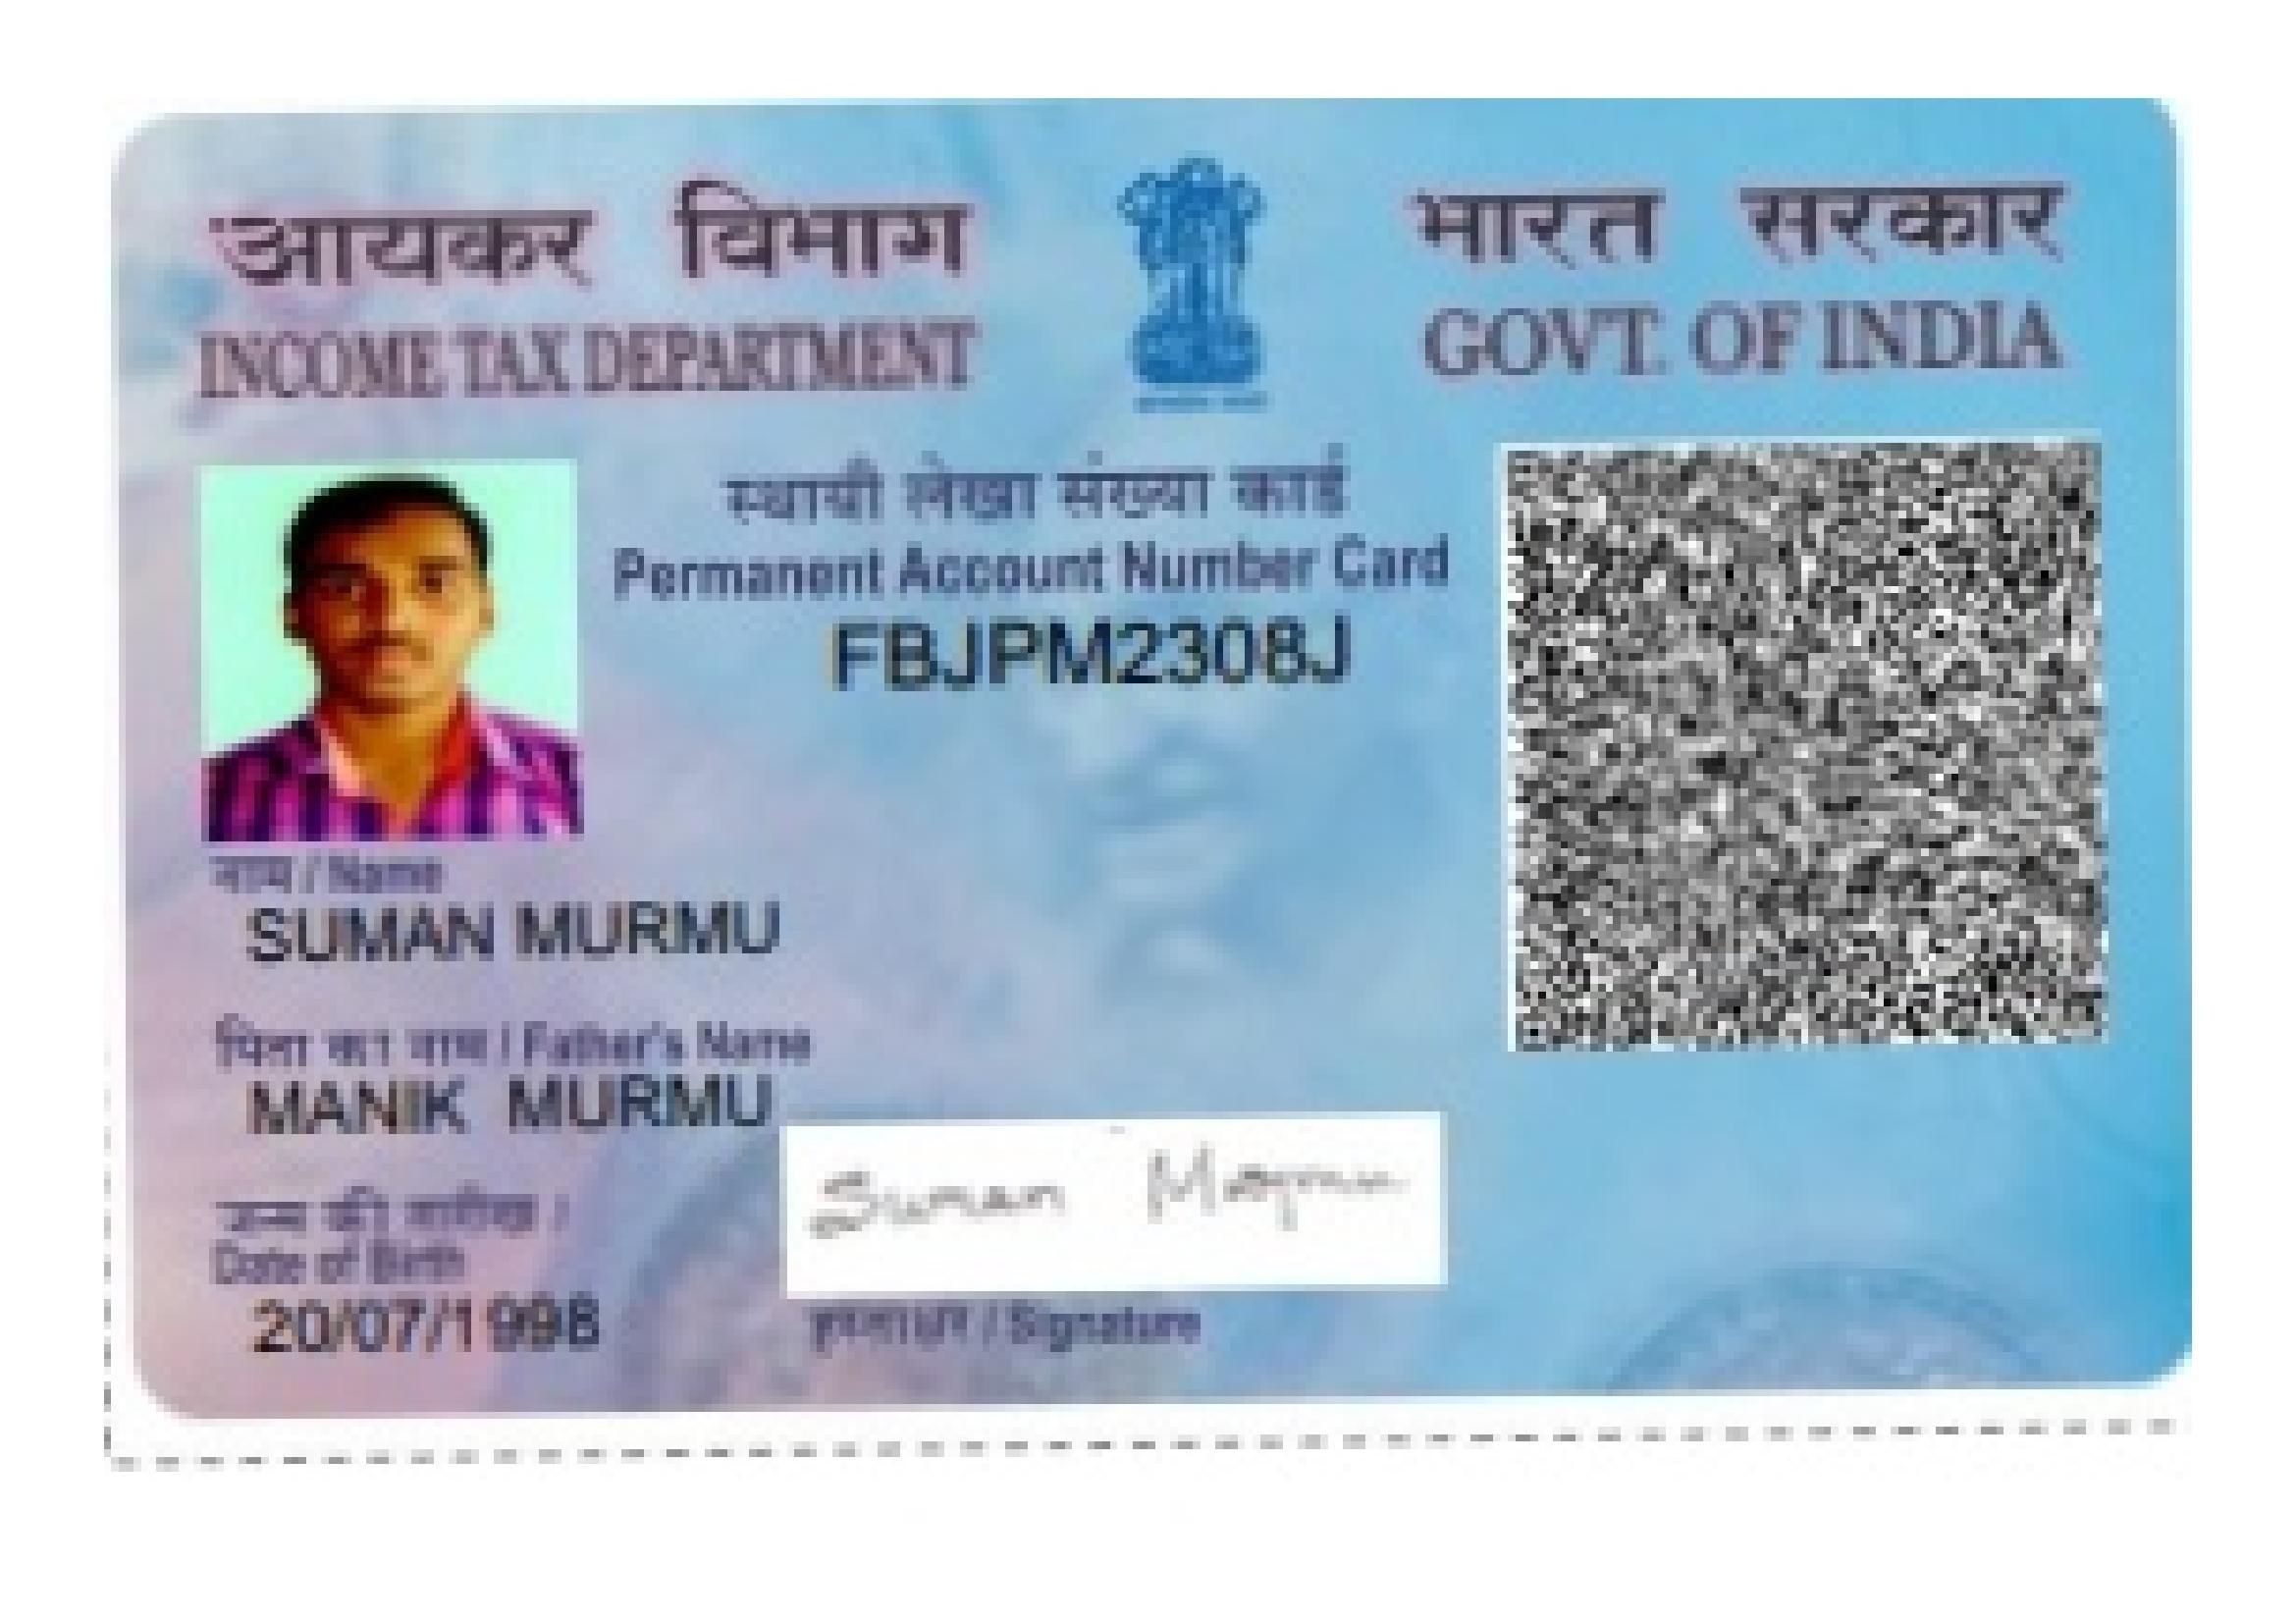 आयकर विभाग
INCOME TAX DEPARTMENT
भारत सरकार
GOVT. OF INDIA
स्थायी लेखा संख्या कार्ड
Permanent Account Number Card
FBJPM2308J
नाम / Name
SUMAN MURMU
पिता का नाम / Father's Name
MANIK MURMU
जन्म की तारीख /
Date of Birth
20/07/1998
Suman
हस्ताक्षर / Signature